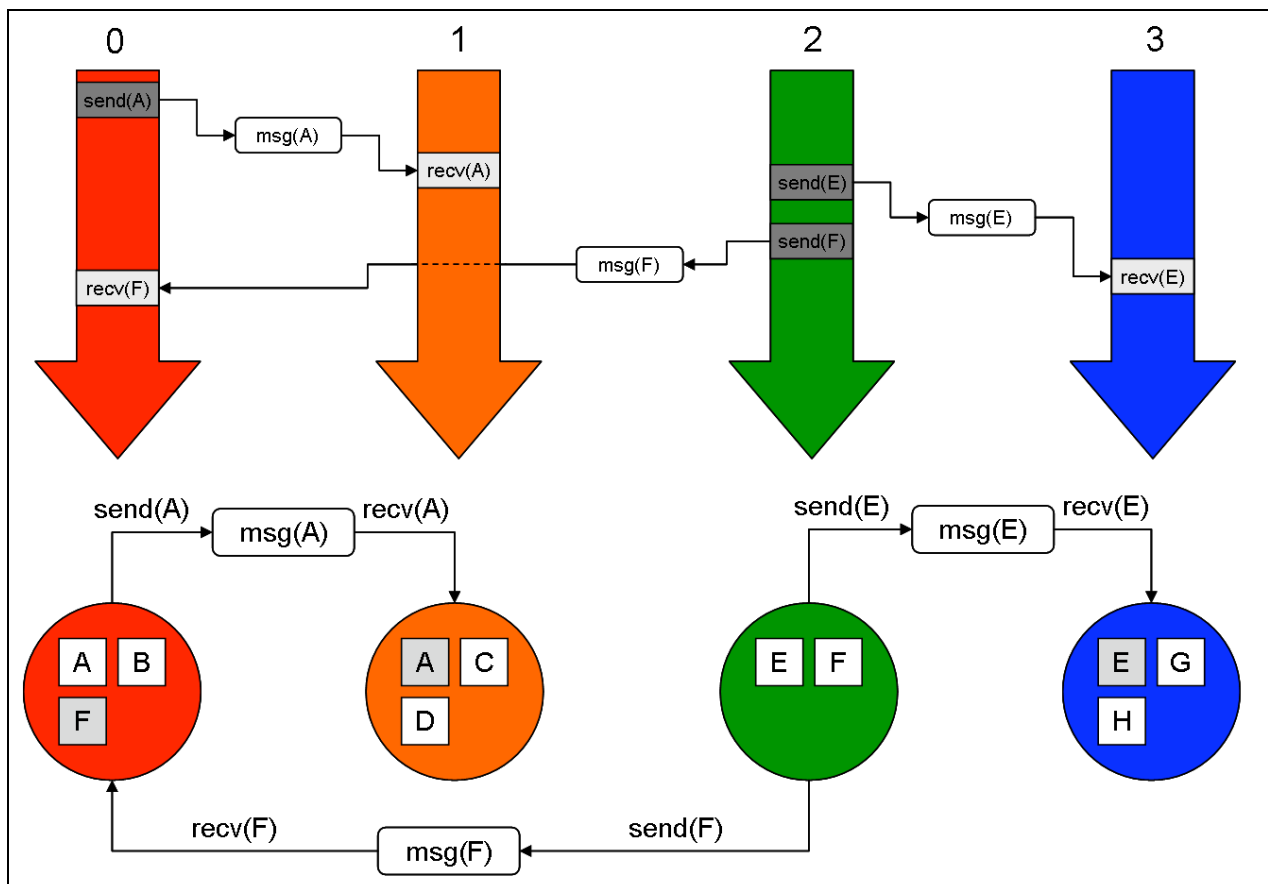 0 1 2 3
send(A)
msg(A)
recv(A)
send(E)
msg(E)
send(F)
msg(F)
recv(F)
recv(E)
send(A) recv(A) send(E) recv(E)
msg(A) msg(E)
A B A C E F E G
F D H
recv(F) send(F)
msg(F)